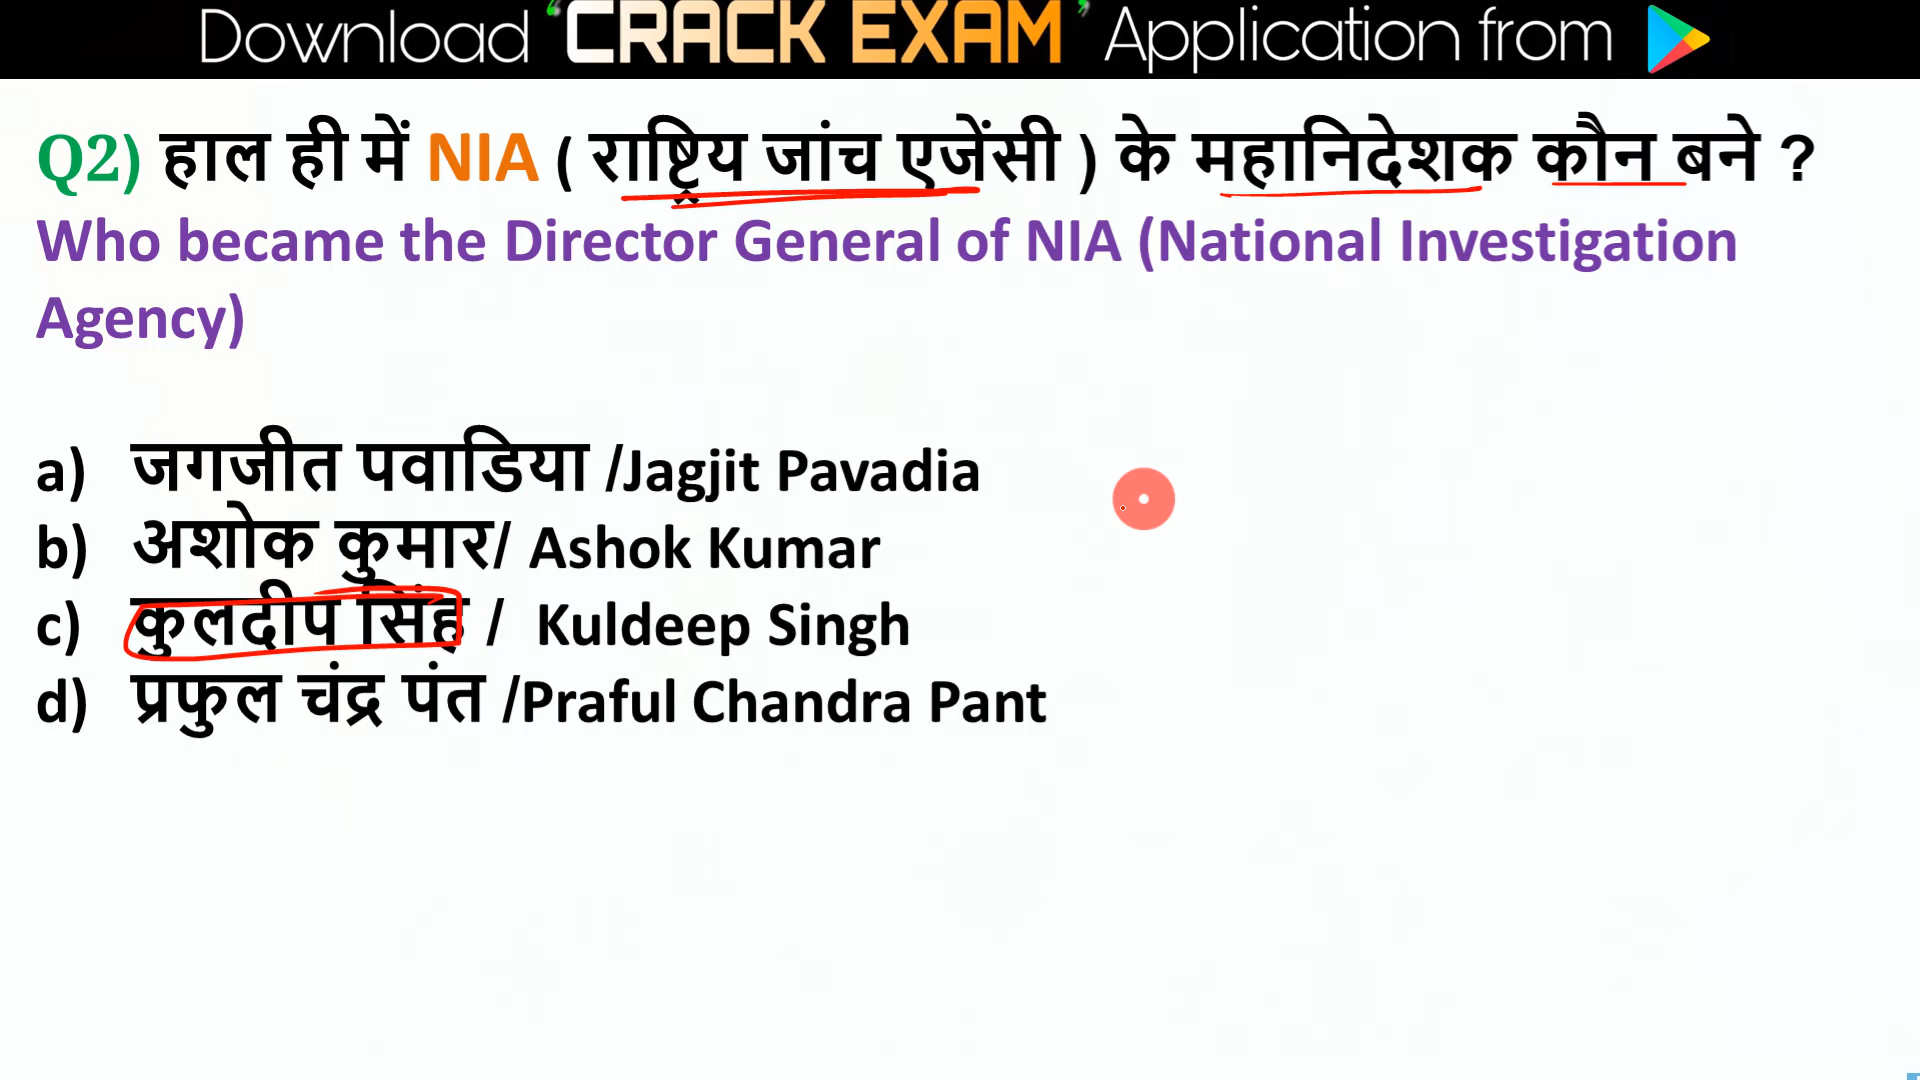 Download ‘CRACK EXAM’ Application from
Q2) हाल ही में NIA ( राष्ट्रिय जांच एजेंसी ) के महानिदेशक कौन बने ?
Who became the Director General of NIA (National Investigation
Agency)
a) जगजीत पवाडिया /Jagjit Pavadia
b) अशोक कुमार/ Ashok Kumar
c) कुलदीप सिंह / Kuldeep Singh
d) प्रफुल चंद्र पंत /Praful Chandra Pant